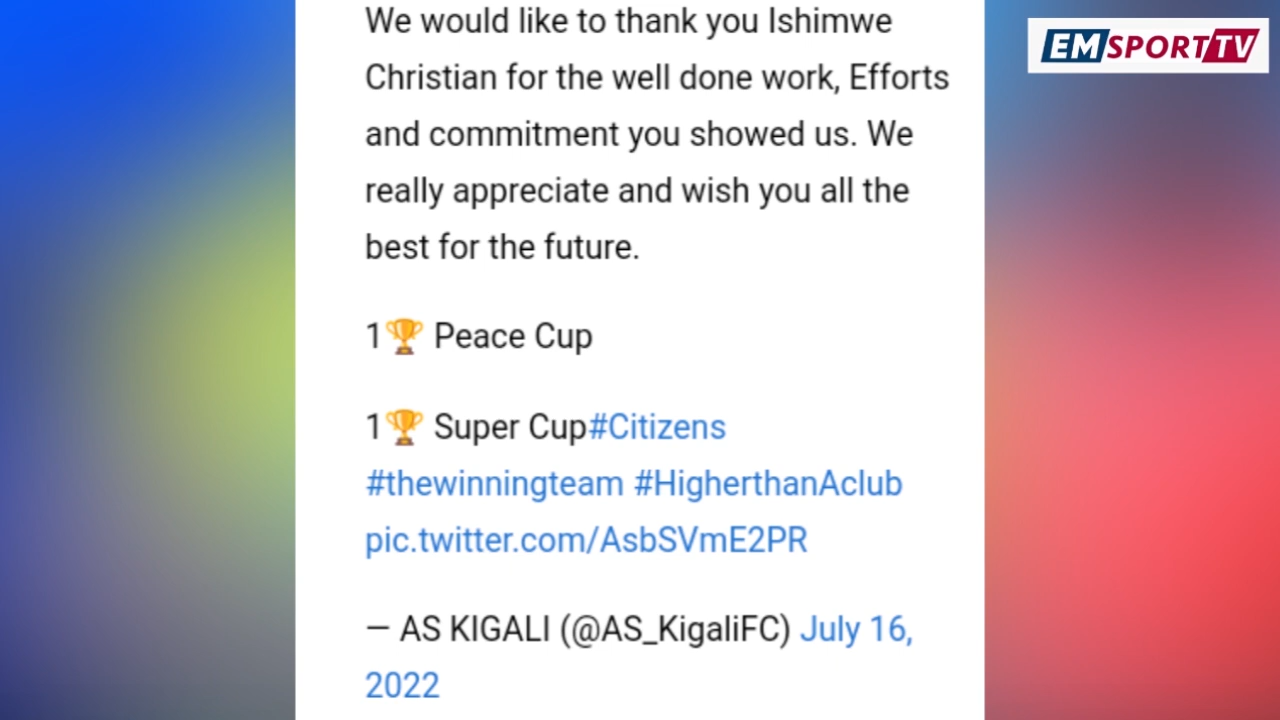 EMSPORTTV
We would like to thank you Ishimwe
Christian for the well done work, Efforts
and commitment you showed us. We
really appreciate and wish you all the
best for the future.
1🏆 Peace Cup
1🏆 Super Cup#Citizens
#thewinningteam #HigherthanAclub
pic.twitter.com/AsbSVmE2PR
— AS KIGALI (@AS_KigaliFC) July 16,
2022